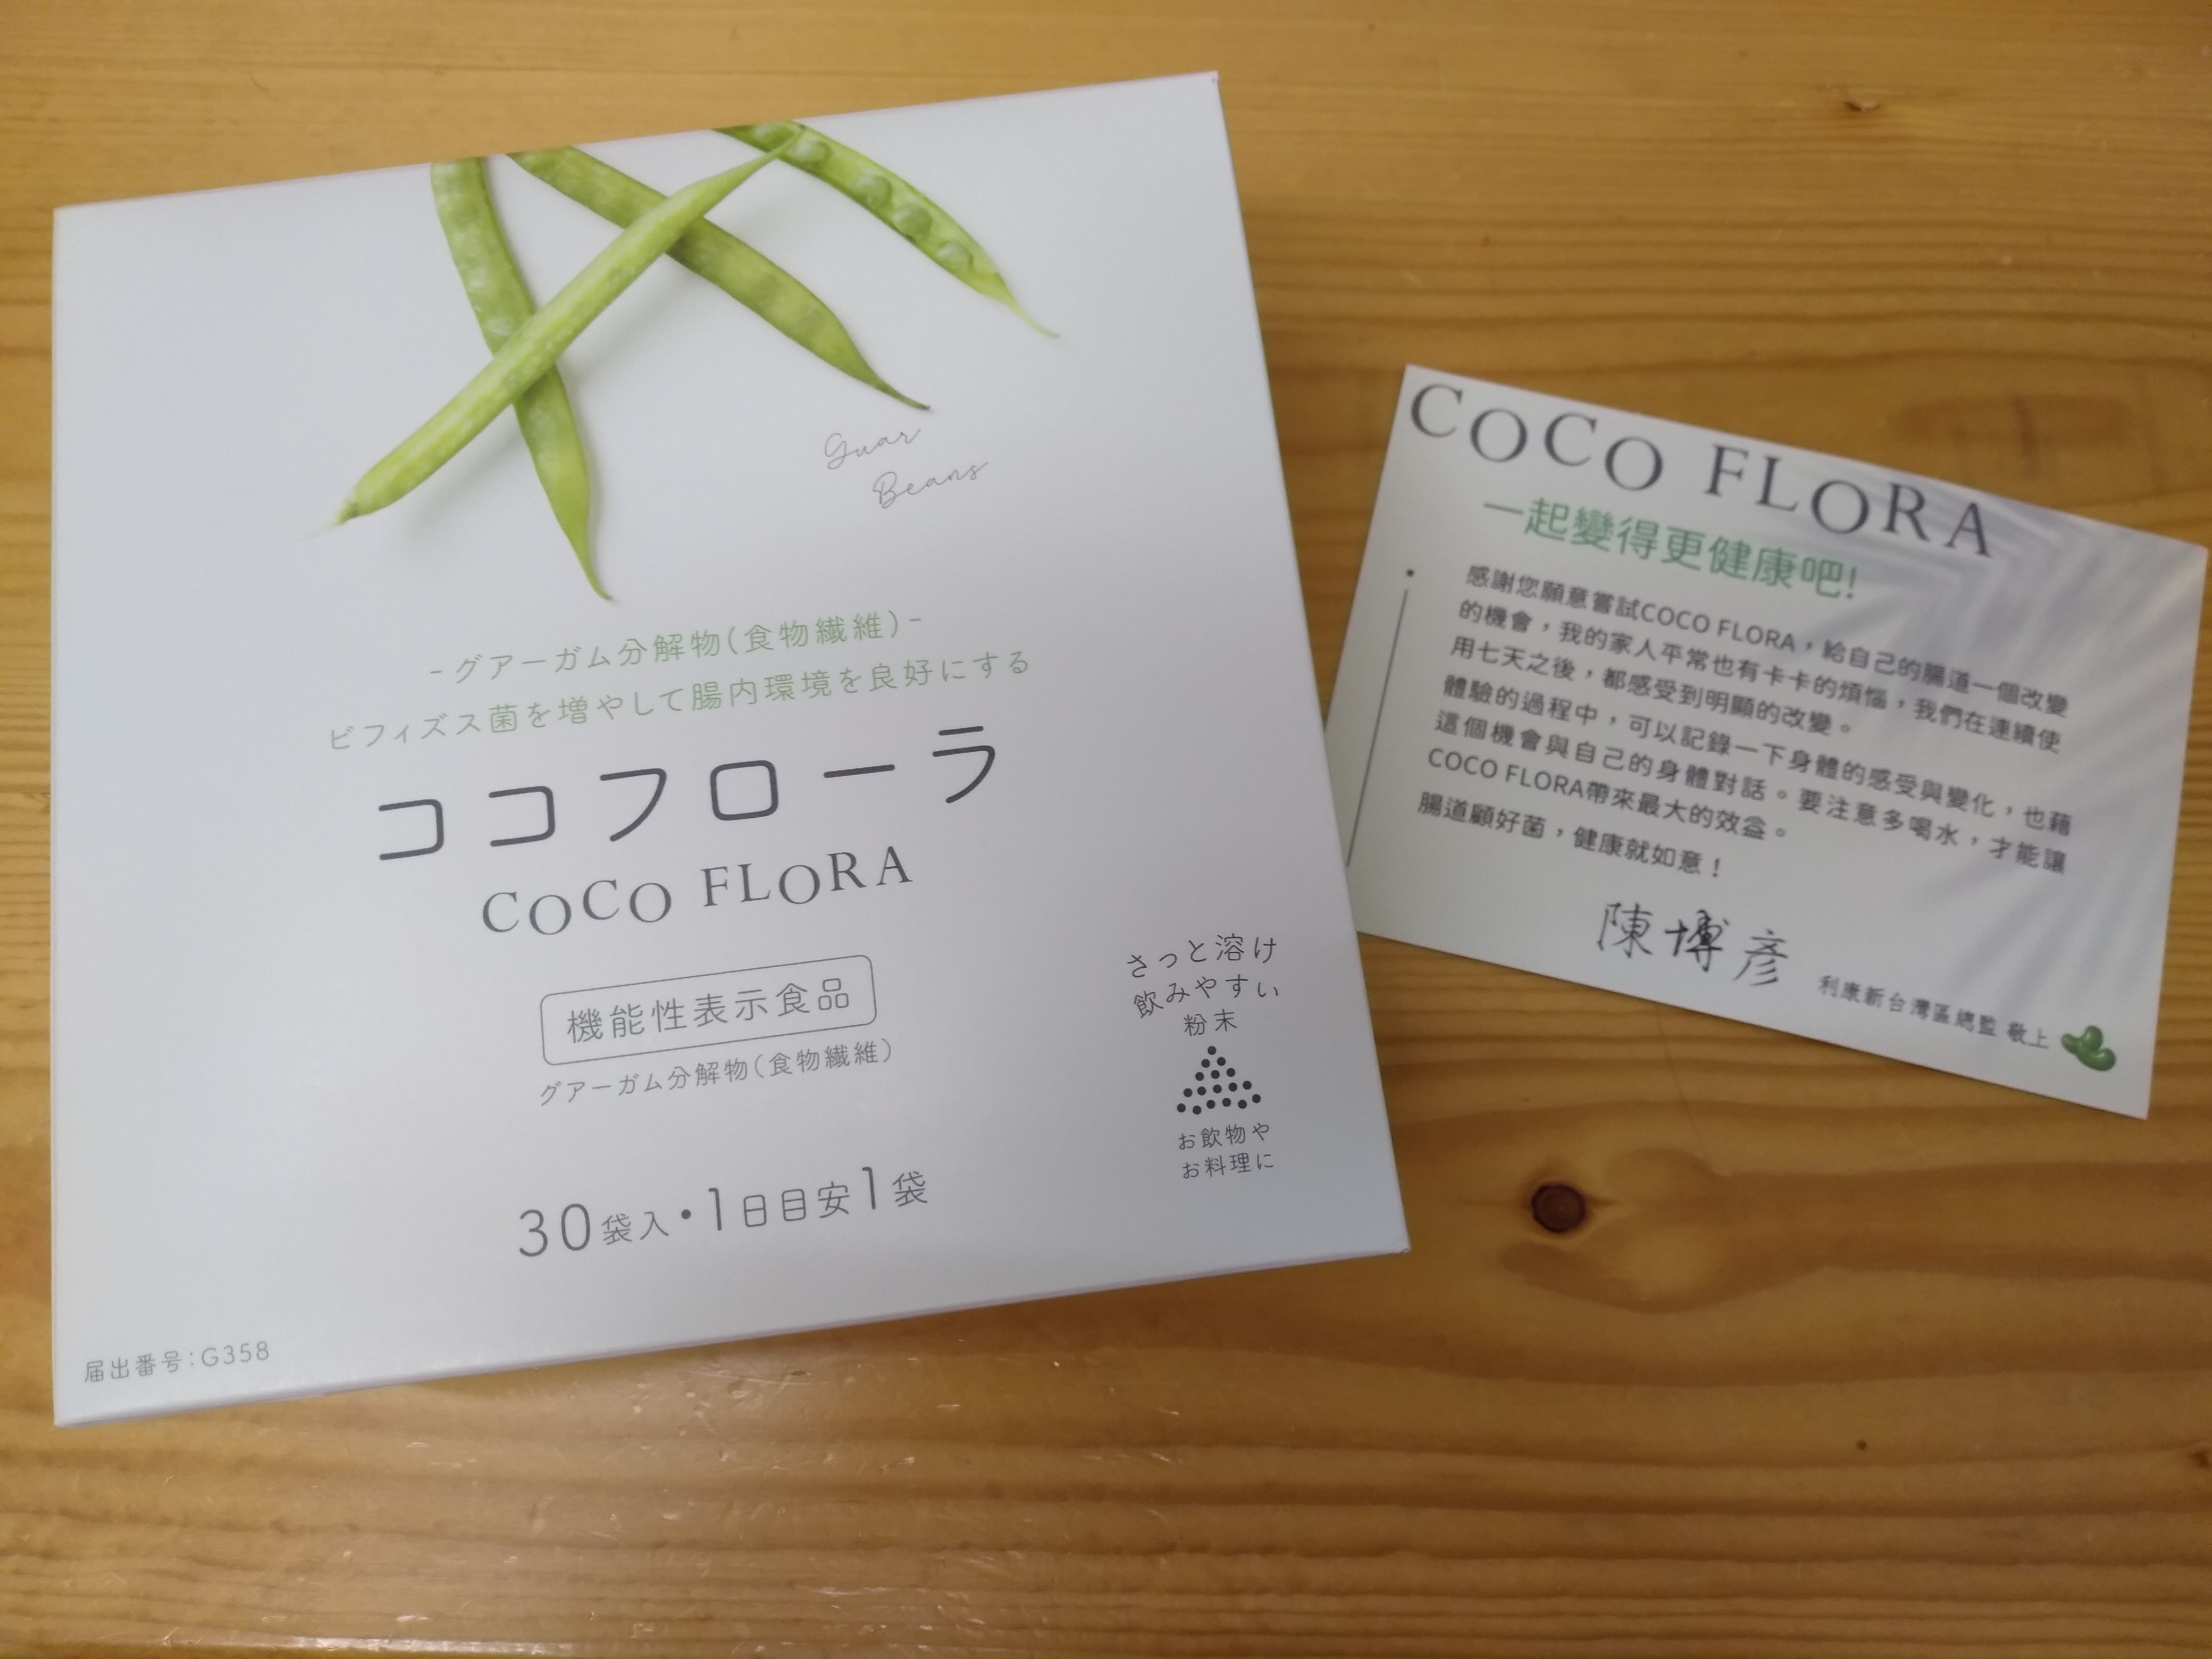 Guar
Beans
-グアーガム分解物(食物繊維)-
ビフィズス菌を増やして腸内環境を良好にする
ココフローラ
COCO FLORA
機能性表示食品
グアーガム分解物(食物繊維)
30袋入・1日目安1袋
さっと溶け
飲みやすい
粉末
お飲物や
お料理に
届出番号:G358
COCO FLORA
一起變得更健康吧!
感謝您願意嘗試COCO FLORA，給自己的腸道一個改變
的機會，我的家人平常也有卡卡的煩惱，我們在連續使
用七天之後，都感受到明顯的改變。
體驗的過程中，可以記錄一下身體的感受與變化，也藉
這個機會與自己的身體對話。要注意多喝水，才能讓
COCO FLORA帶來最大的效益。
腸道顧好菌，健康就如意！
陳博彥
利康新台灣區總監 敬上